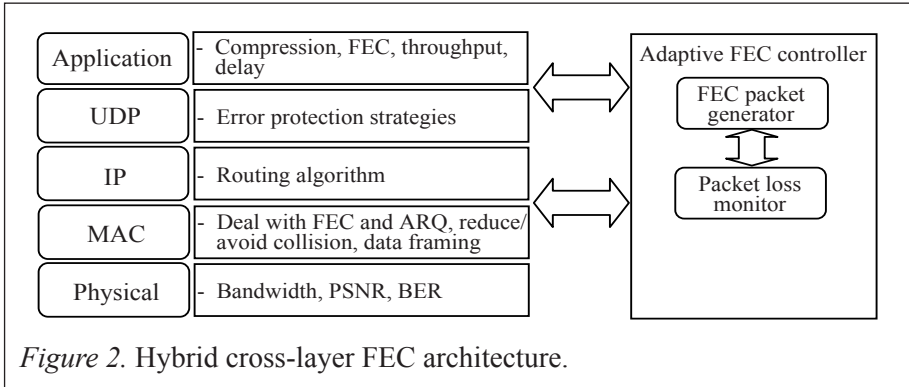 Application
- Compression, FEC, throughput,
delay
UDP
- Error protection strategies
IP
- Routing algorithm
MAC
- Deal with FEC and ARQ, reduce/
avoid collision, data framing
Physical
- Bandwidth, PSNR, BER
Adaptive FEC controller
FEC packet
generator
Packet loss
monitor
Figure 2. Hybrid cross-layer FEC architecture.